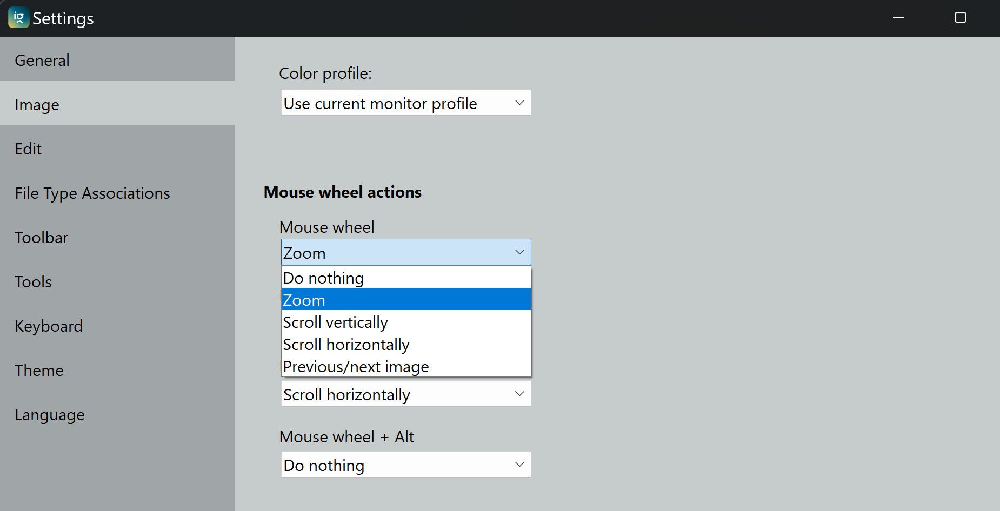 ig Settings
General
Image
Edit
File Type Associations
Toolbar
Tools
Keyboard
Theme
Language
Color profile:
Use current monitor profile
Mouse wheel actions
Mouse wheel
Zoom
Do nothing
Zoom
Scroll vertically
Scroll horizontally
Previous/next image
Scroll horizontally
Mouse wheel + Alt
Do nothing